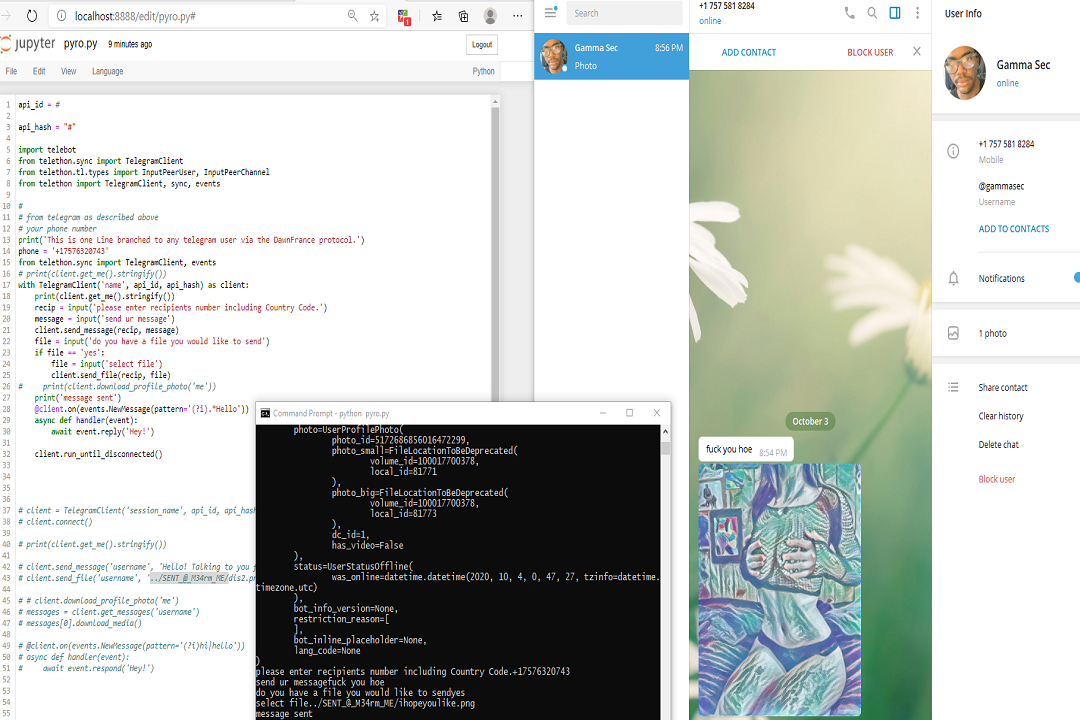 localhost:8888/edit/pyro.py#
1
jupyter pyro.py 9 minutes ago
Logout
File Edit View Language
Python
1 api_id = #
2
3 api_hash = "#"
4
5 import telebot
6 from telethon.sync import TelegramClient
7 from telethon.tl.types import InputPeerUser, InputPeerChannel
8 from telethon import TelegramClient, sync, events
9
10 #
11 # from telegram as described above
12 # your phone number
13 print('This is one Line branched to any telegram user via the DawnFrance protocol.')
14 phone = '+17576320743'
15 from telethon.sync import TelegramClient, events
16 # print(client.get_me().stringify())
17 with TelegramClient('name', api_id, api_hash) as client:
18 print(client.get_me().stringify())
19 recip = input('please enter recipients number including Country Code.')
20 message = input('send ur message')
21 client.send_message(recip, message)
22 file = input('do you have a file you would like to send')
23 if file == 'yes':
24 file = input('select file')
25 client.send_file(recip, file)
26 # print(client.download_profile_photo('me'))
27 print('message sent')
28 @client.on(events.NewMessage(pattern='(?i).*Hello'))
29 async def handler(event):
30 await event.reply('Hey!')
31
32 client.run_until_disconnected()
33
34
35
36
37 # client = TelegramClient('session_name', api_id, api_hash
38 # client.connect()
39
40 # print(client.get_me().stringify())
41
42 # client.send_message('username', 'Hello! Talking to you f
43 # client.send_file('username', '../SENT_@_M34rm_ME/dis2.pn
44
45 # # client.download_profile_photo('me')
46 # messages = client.get_messages('username')
47 # messages[0].download_media()
48
49 # @client.on(events.NewMessage(pattern='(?i)hi|hello'))
50 # async def handler(event):
51 # await event.respond('Hey!')
52
53
54
55
Command Prompt - python pyro.py
photo=UserProfilePhoto(
photo_id=5172686856016472299,
photo_small=FileLocationToBeDeprecated(
volume_id=100017700378,
local_id=81771
),
photo_big=FileLocationToBeDeprecated(
volume_id=100017700378,
local_id=81773
),
dc_id=1,
has_video=False
),
status=UserStatusOffline(
was_online=datetime.datetime(2020, 10, 4, 0, 47, 27, tzinfo=datetime.
timezone.utc)
),
bot_info_version=None,
restriction_reason=[
],
bot_inline_placeholder=None,
lang_code=None
)
please enter recipients number including Country Code.+17576320743
send ur messagefuck you hoe
do you have a file you would like to sendyes
select file../SENT_@_M34rm_ME/ihopeyoulike.png
message sent
Search
Gamma Sec 8:56 PM
Photo
+1 757 581 8284
online
ADD CONTACT
BLOCK USER
October 3
fuck you hoe 8:54 PM
User Info
Gamma Sec
online
+1 757 581 8284
Mobile
@gammasec
Username
ADD TO CONTACTS
Notifications
1 photo
Share contact
Clear history
Delete chat
Block user